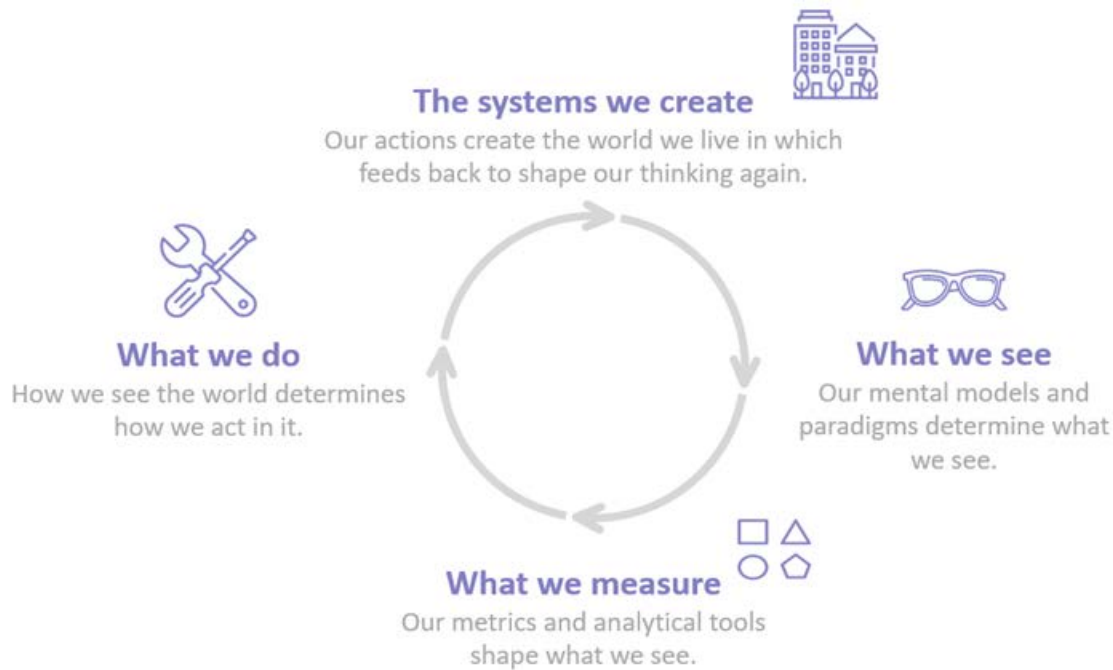 The systems we create
Our actions create the world we live in which
feeds back to shape our thinking again.
What we do
How we see the world determines
how we act in it.
What we see
Our mental models and
paradigms determine what
we see.
What we measure
Our metrics and analytical tools
shape what we see.